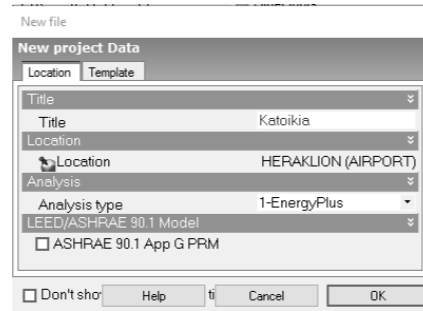 New file
New project Data
Location Template
Title
Title Katoikia
Location
Location HERAKLION (AIRPORT)
Analysis
Analysis type 1-EnergyPlus
LEED/ASHRAE 90.1 Model
ASHRAE 90.1 App G PRM
Don't sho Help ti Cancel OK